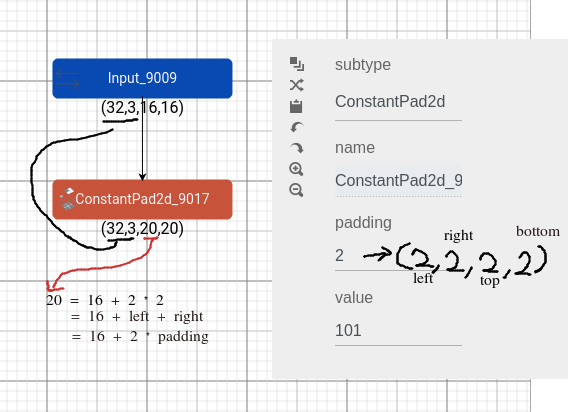 Input_9009
(32,3,16,16)
ConstantPad2d_9017
(32,3,20,20)
20 = 16 + 2 * 2
= 16 + left + right
= 16 + 2 * padding
subtype
ConstantPad2d
name
ConstantPad2d_9
padding
right
bottom
2 → (2,2,2,2)
left
top
value
101